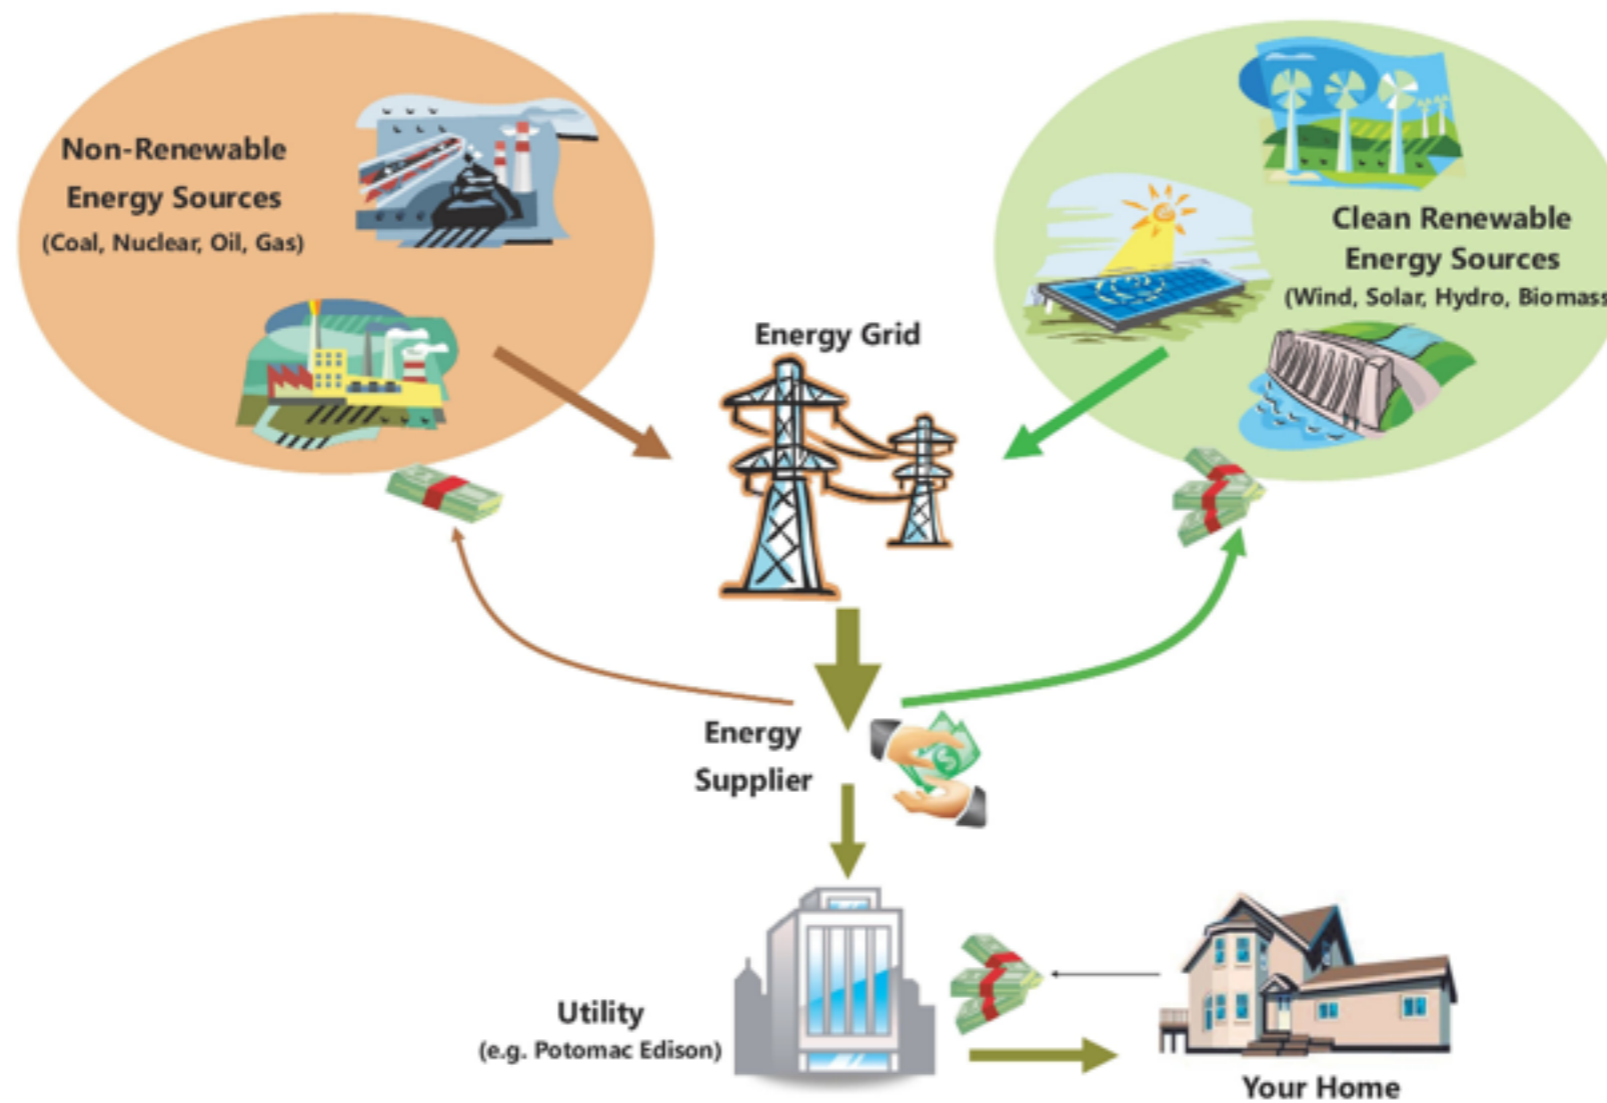 Non-Renewable
Energy Sources
(Coal, Nuclear, Oil, Gas)
Clean Renewable
Energy Sources
(Wind, Solar, Hydro, Biomass
Energy Grid
Energy
Supplier
Utility
(e.g. Potomac Edison)
Your Home